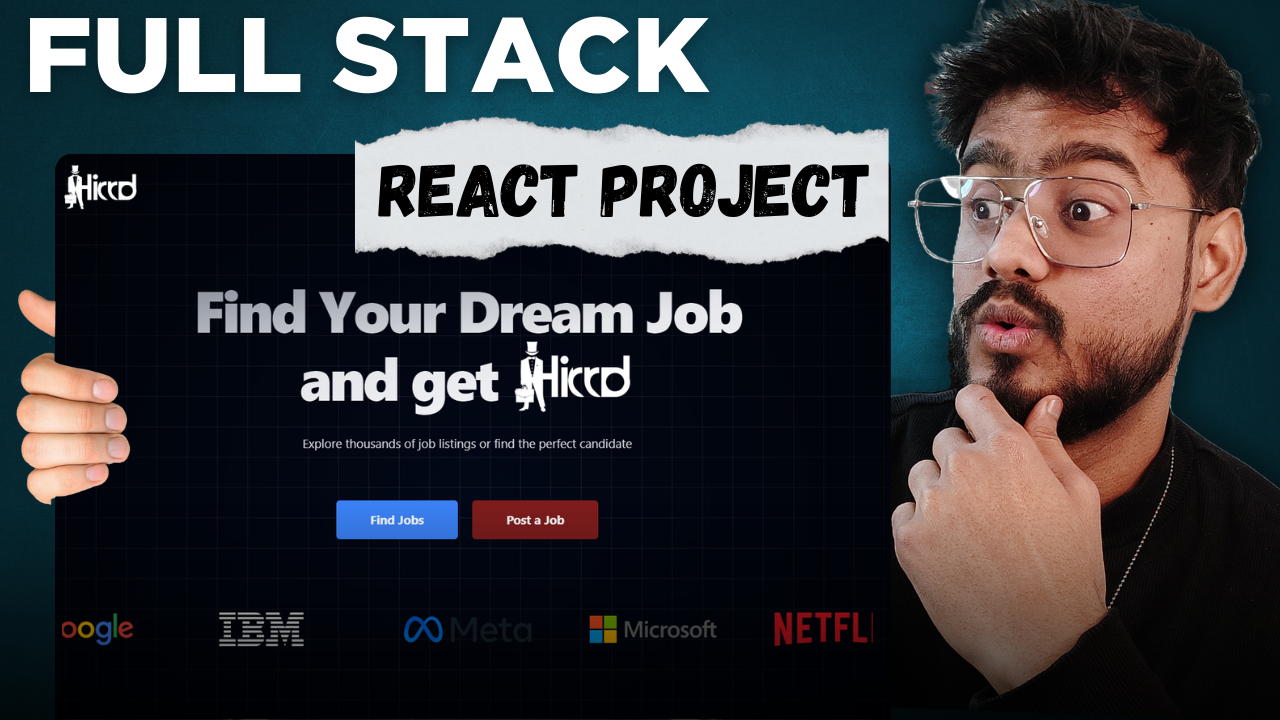 FULL STACK
REACT PROJECT
Hirrd
Find Your Dream Job
and get Hirrd
Explore thousands of job listings or find the perfect candidate
Find Jobs
Post a Job
oogle
IBM
Meta
Microsoft
NETFLI